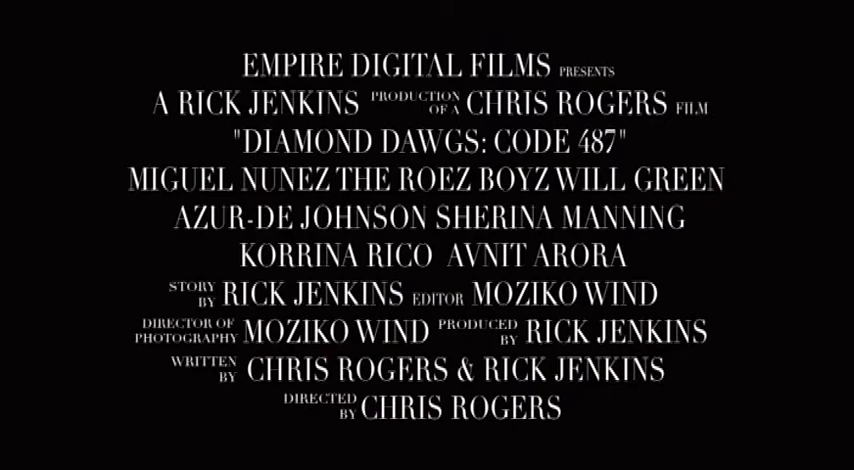 EMPIRE DIGITAL FILMS PRESENTS
A RICK JENKINS PRODUCTION OF A CHRIS ROGERS FILM
"DIAMOND DAWGS: CODE 487"
MIGUEL NUNEZ THE ROEZ BOYZ WILL GREEN
AZUR-DE JOHNSON SHERINA MANNING
KORRINA RICO AVNIT ARORA
STORY BY RICK JENKINS EDITOR MOZIKO WIND
DIRECTOR OF PHOTOGRAPHY MOZIKO WIND PRODUCED BY RICK JENKINS
WRITTEN BY CHRIS ROGERS & RICK JENKINS
DIRECTED BY CHRIS ROGERS